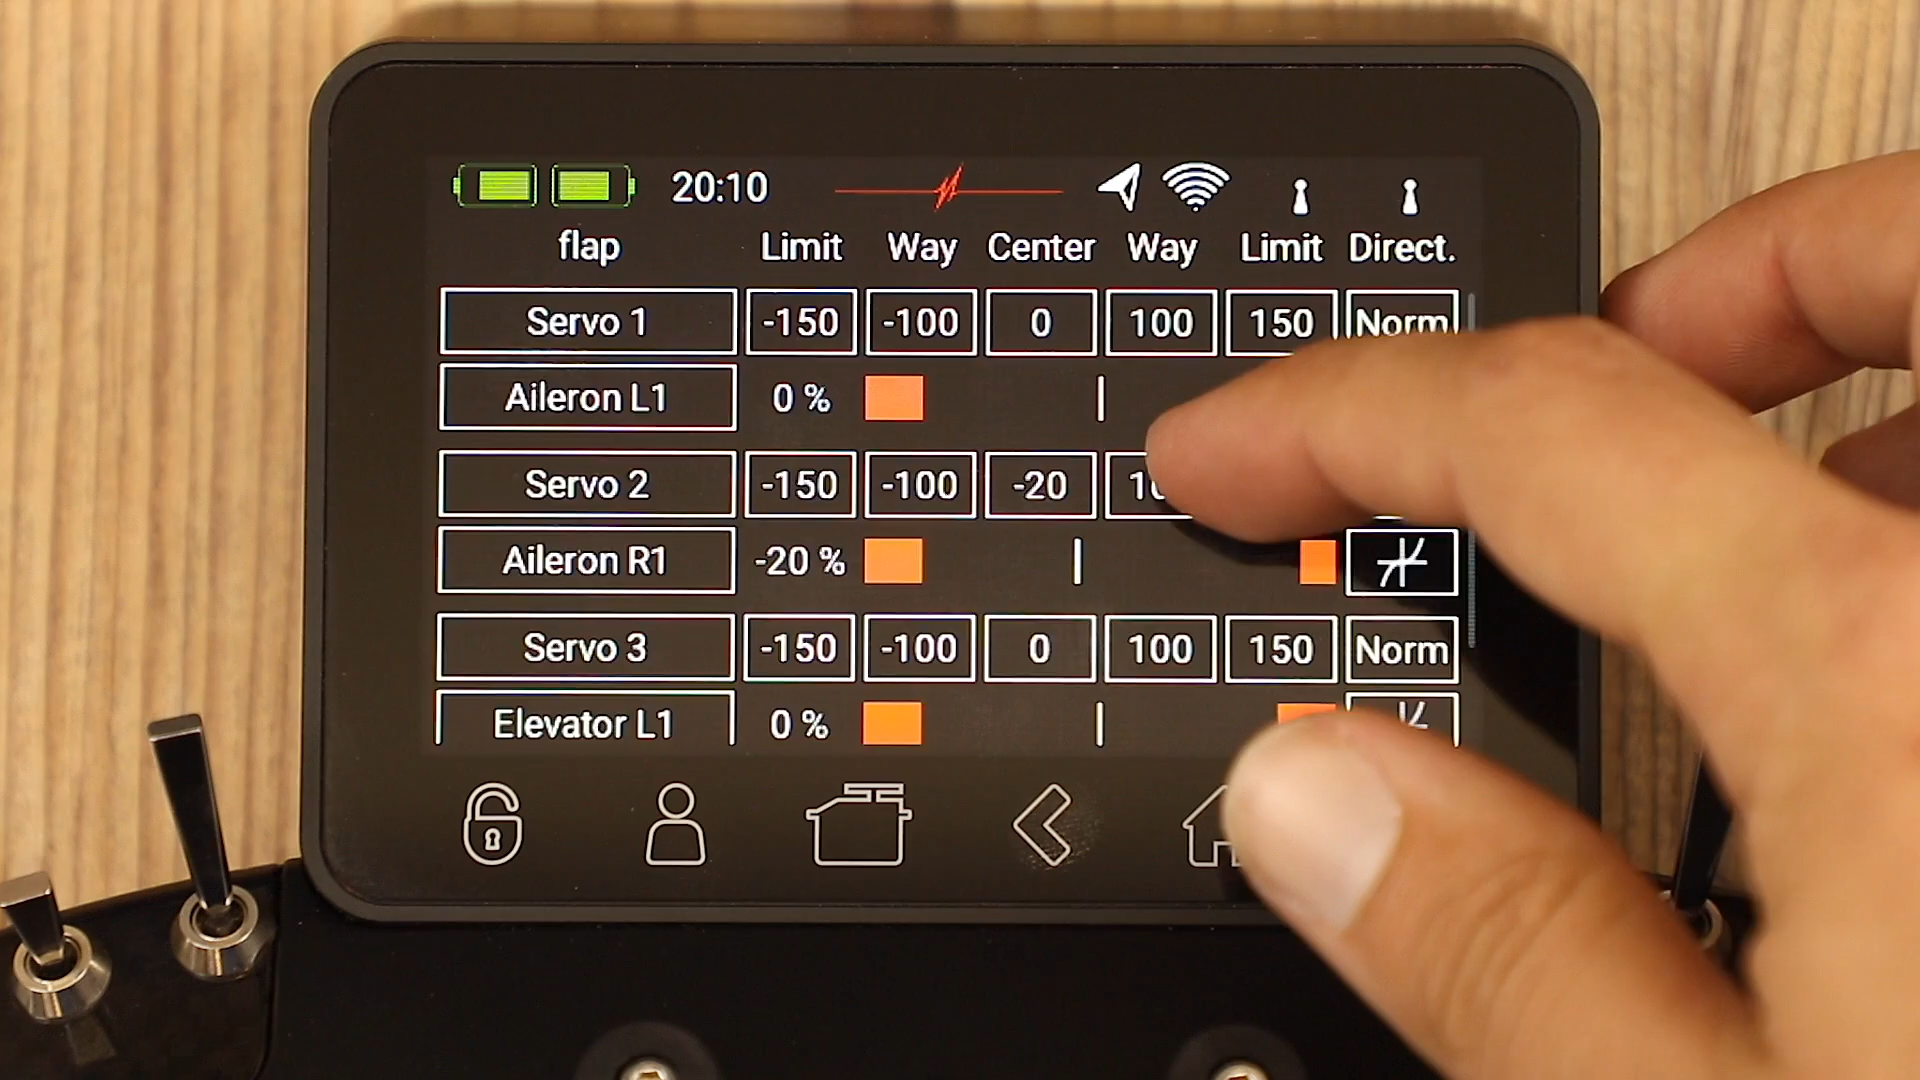 20:10
flap Limit Way Center Way Limit Direct.
Servo 1 -150 -100 0 100 150 Norm
Aileron L1 0 %
Servo 2 -150 -100 -20
Aileron R1 -20 %
Servo 3 -150 -100 0 100 150 Norm
Elevator L1 0 %